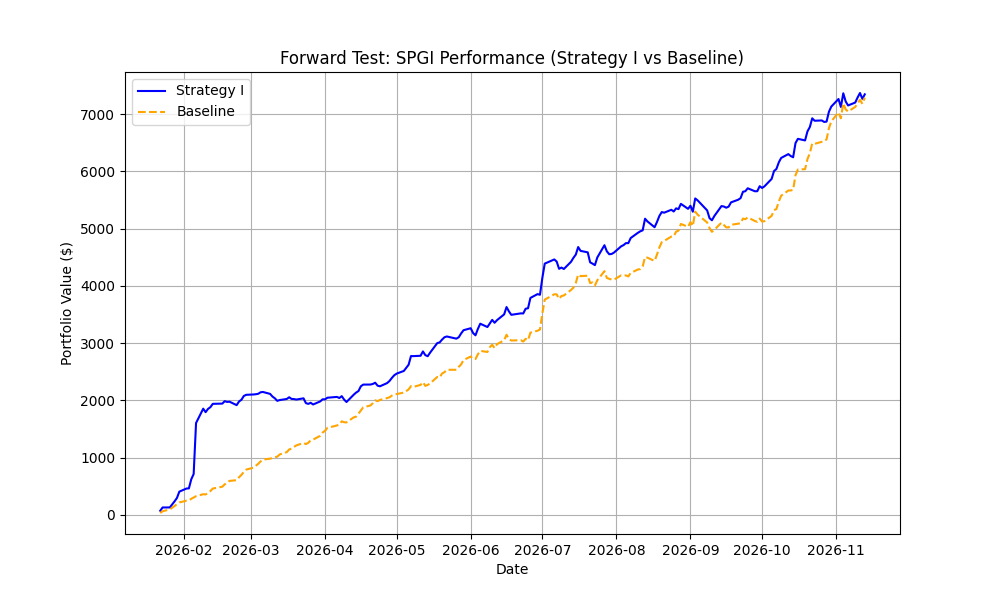 Forward Test: SPGI Performance (Strategy I vs Baseline)
Strategy I
Baseline
Portfolio Value ($)
7000
6000
5000
4000
3000
2000
1000
0
2026-02 2026-03 2026-04 2026-05 2026-06 2026-07 2026-08 2026-09 2026-10 2026-11
Date